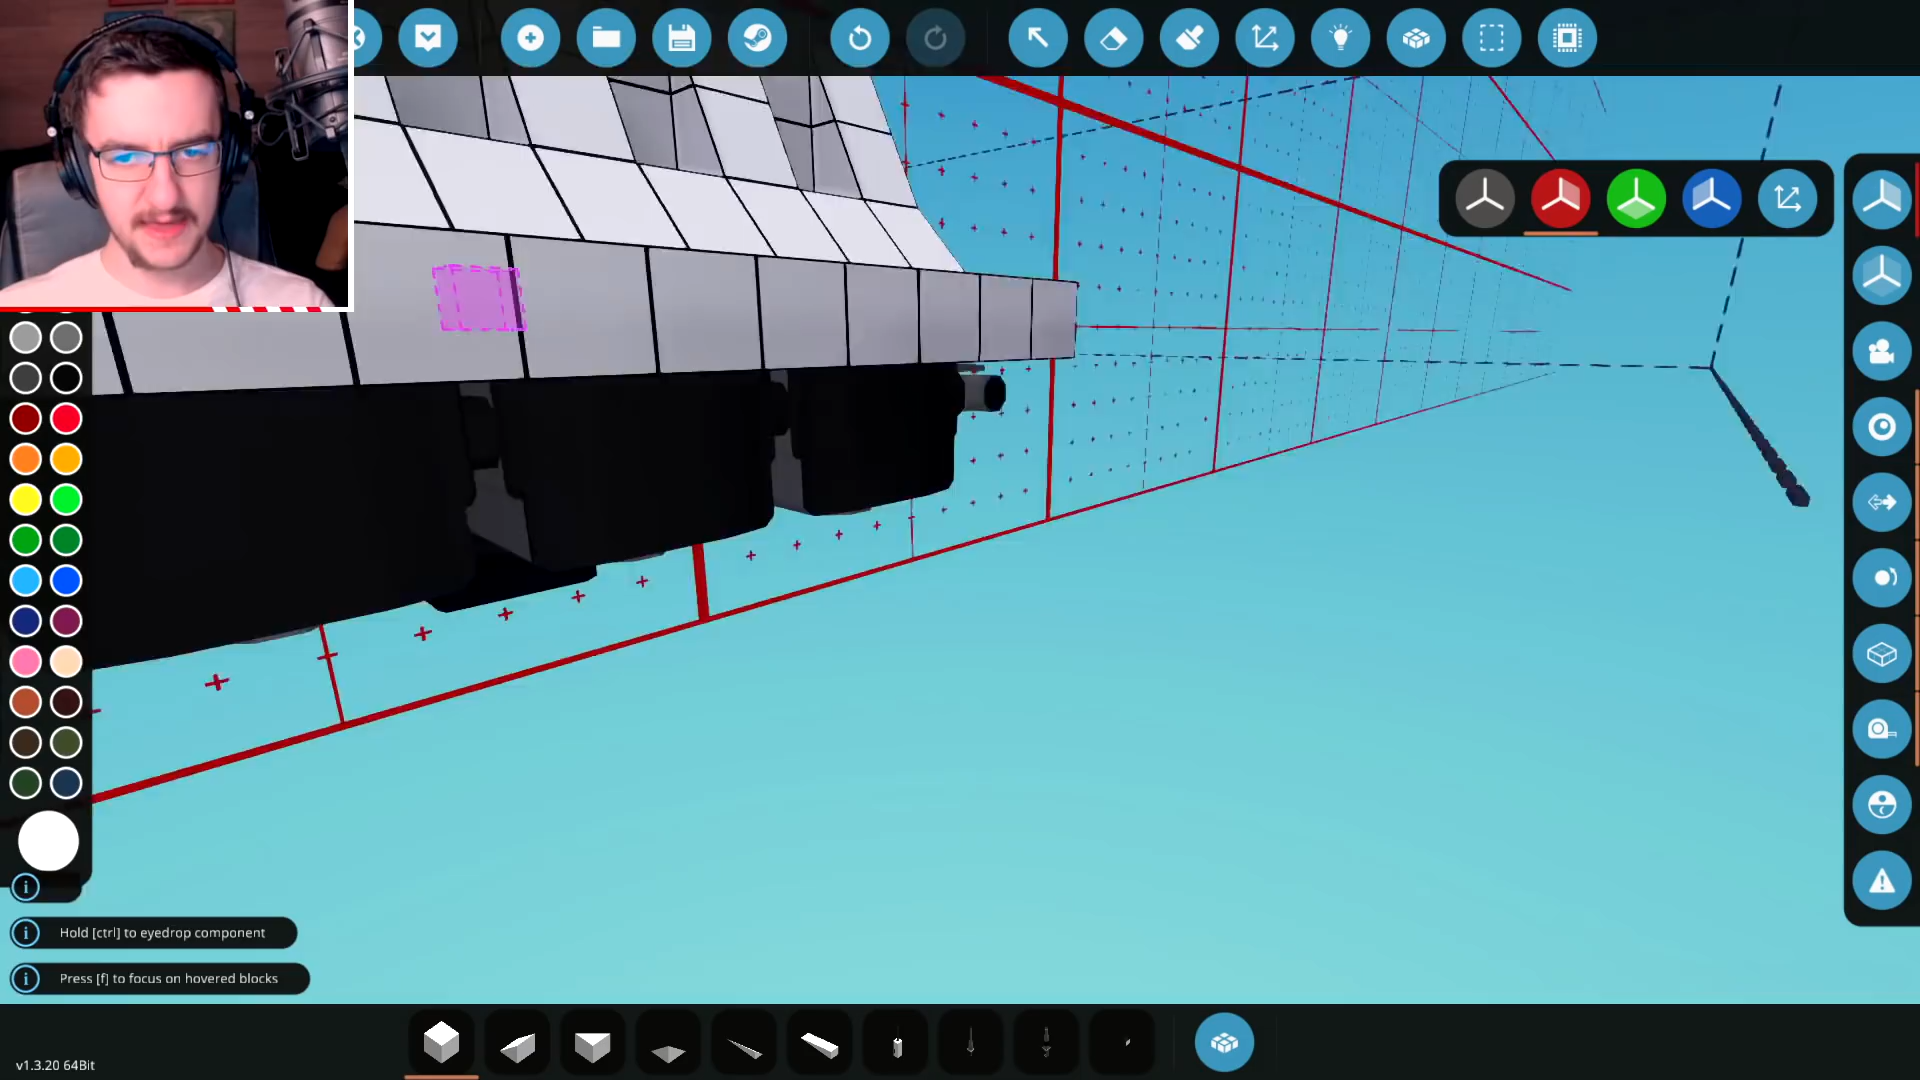 Hold [ctrl] to eyedrop component
Press [f] to focus on hovered blocks
v1.3.20 64Bit